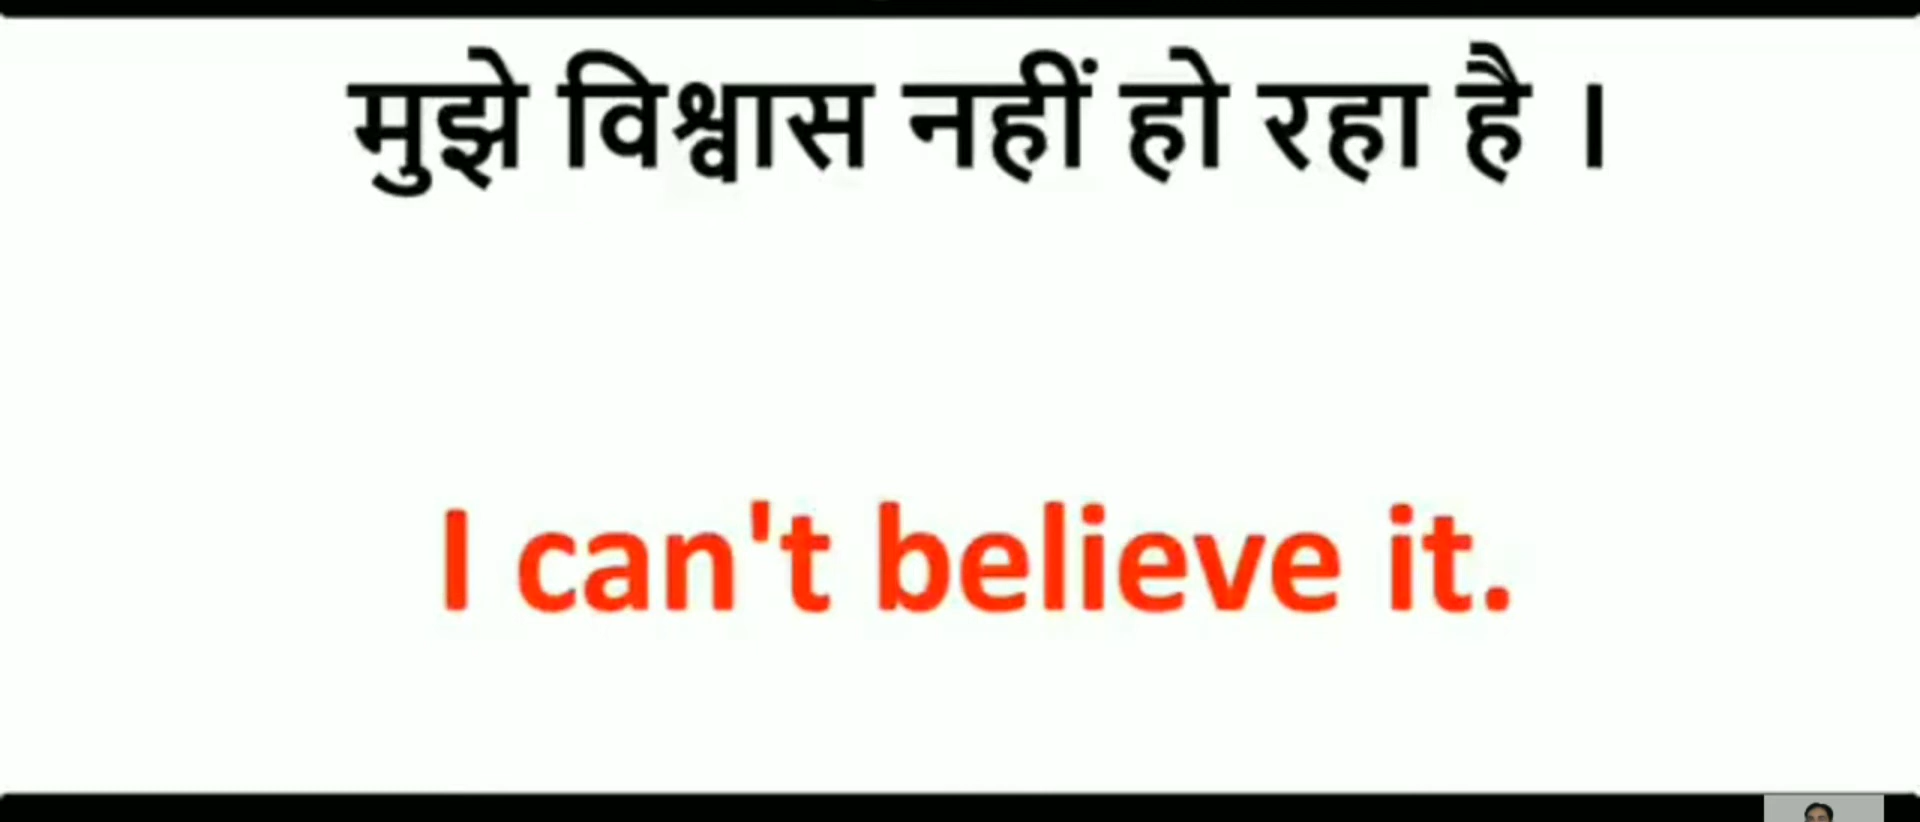 मुझे विश्वास नहीं हो रहा है ।
I can't believe it.